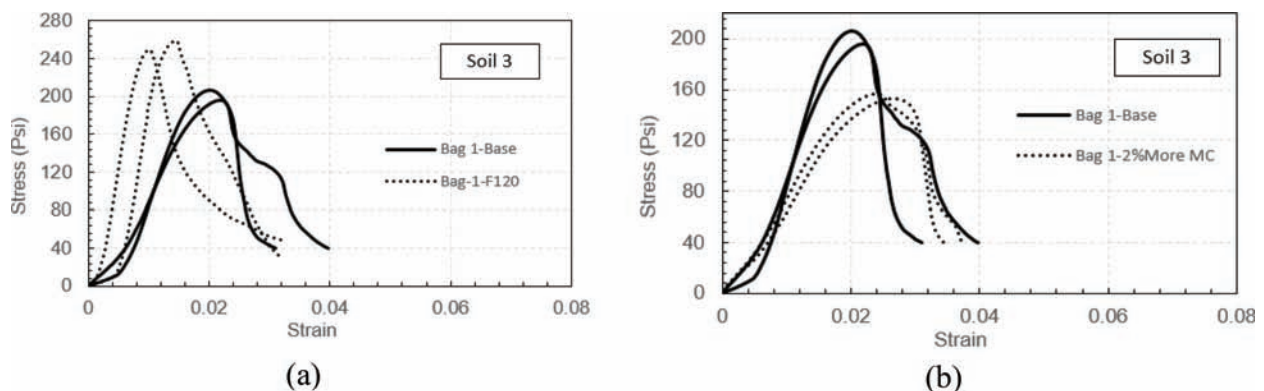 280
240
200
160
120
80
40
0
Stress (Psi)
Soil 3
Bag 1-Base
Bag-1-F120
0 0.02 0.04 0.06 0.08
Strain
(a)
200
160
120
80
40
0
Stress (Psi)
Soil 3
Bag 1-Base
Bag 1-2%More MC
0 0.02 0.04 0.06 0.08
Strain
(b)